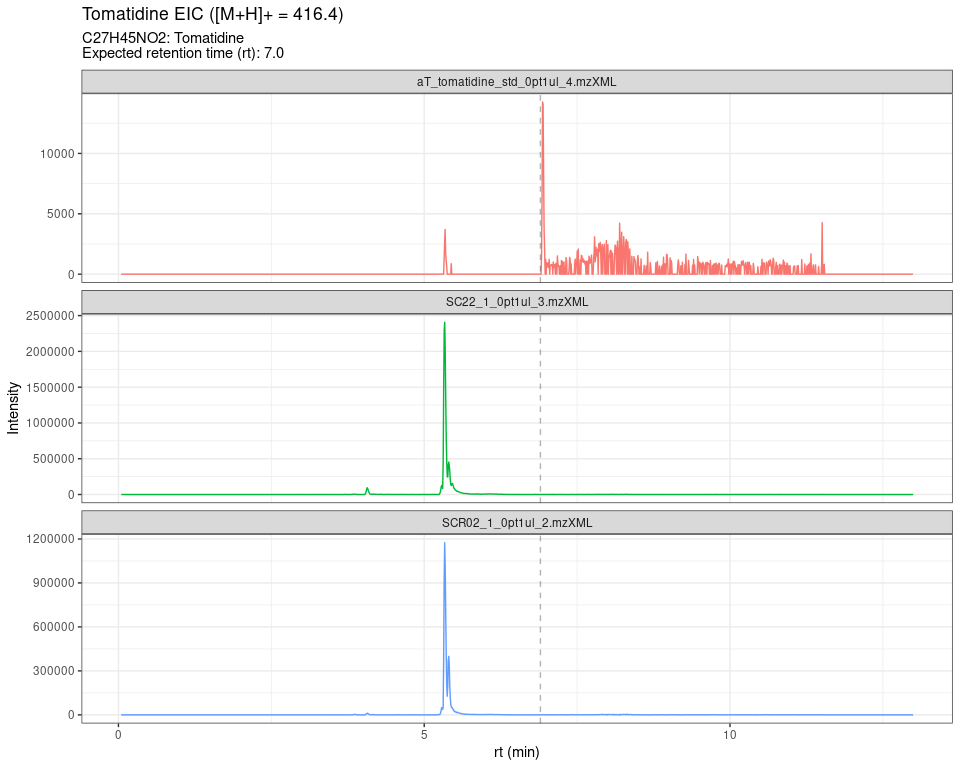 Tomatidine EIC ([M+H]+ = 416.4)
C27H45NO2: Tomatidine
Expected retention time (rt): 7.0
aT_tomatidine_std_0pt1ul_4.mzXML
10000
5000
0
SC22_1_0pt1ul_3.mzXML
2500000
2000000
1500000
1000000
500000
0
Intensity
SCR02_1_0pt1ul_2.mzXML
1200000
900000
600000
300000
0
0 5 10
rt (min)